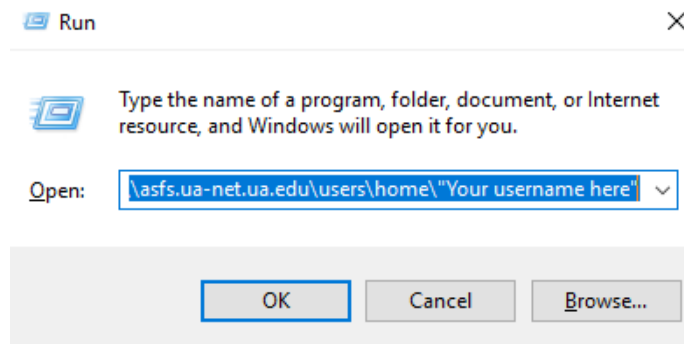 Run
Type the name of a program, folder, document, or Internet
resource, and Windows will open it for you.
Open: \asfs.ua-net.ua.edu\users\home\"Your username here"
OK Cancel Browse...